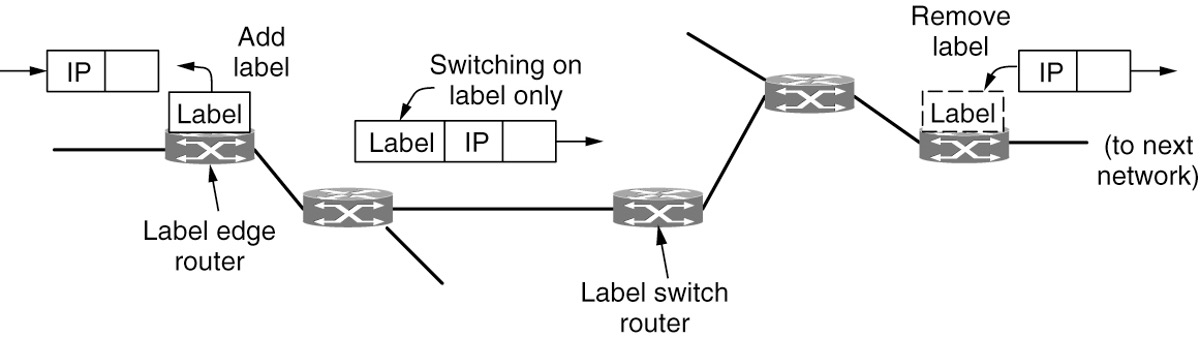 IP
Add
label
Label
Label edge
router
Switching on
label only
Label IP
Label switch
router
Remove
label
IP
Label
(to next
network)